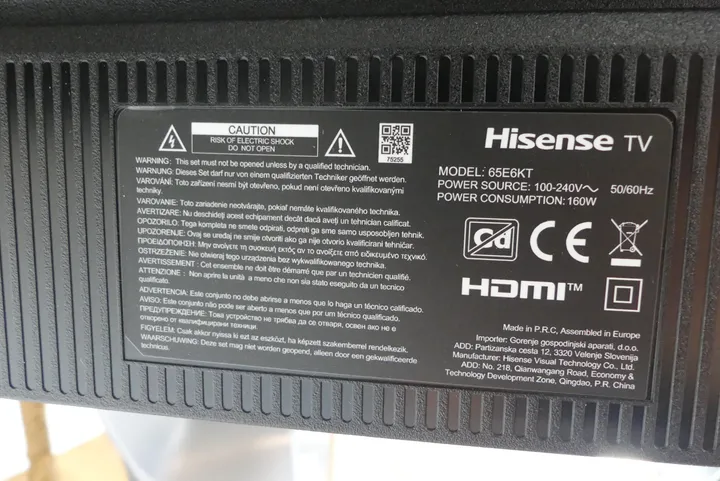 CAUTION
RISK OF ELECTRIC SHOCK
DO NOT OPEN
75255
WARNING: This set must not be opened unless by a qualified technician.
WARNUNG: Dieses Set darf nur von einem qualifizierten Techniker geöffnet werden.
VAROVÁNÍ: Toto zařízení nesmí být otevřeno, pokud není otevřeno kvalifikovanými
techniky.
VAROVANIE: Toto zariadenie neotvárajte, pokiaľ nemáte kvalifikovaného technika.
AVERTIZARE: Nu deschideți acest echipament decât dacă aveți un tehnician calificat.
OPOZORILO: Tega kompleta ne smete odpirati, odpreti ga sme samo usposobljen tehnik.
UPOZORENJE: Ovaj se uređaj ne smije otvoriti ako ga nije otvorio kvalificirani tehničar.
ΠΡΟΕΙΔΟΠΟΙΗΣΗ: Μην ανοίγετε τη συσκευή εκτός αν το ανοίξετε από ειδικευμένο τεχνικό.
OSTRZEŻENIE: Nie otwieraj tego urządzenia bez wykwalifikowanego technika.
AVERTISSEMENT : Cet ensemble ne doit être démarré que par un technicien qualifié.
ATTENZIONE : Non aprire la unità a meno che non sia stato eseguito da un tecnico
qualificato.
ADVERTENCIA: Este conjunto no debe abrirse a menos que lo haga un técnico calificado.
AVISO: Este conjunto não pode ser aberto a menos que por um técnico qualificado.
ПРЕДУПРЕЖДЕНИЕ: Това устройство не трябва да се отваря, освен ако не е
отворено от квалифицирани техници.
FIGYELEM: Csak akkor nyissa ki ezt az eszközt, ha képzett szakemberrel rendelkezik.
WAARSCHUWING: Deze set mag niet worden geopend, alleen door een gekwalificeerde
technicus.
Hisense TV
MODEL: 65E6KT
POWER SOURCE: 100-240V~ 50/60Hz
POWER CONSUMPTION: 160W
Cd CE
HDMI™
Made in P.R.C, Assembled in Europe
Importer: Gorenje gospodinjski aparati, d.o.o.
ADD: Partizanska cesta 12, 3320 Velenje Slovenija
Manufacturer: Hisense Visual Technology Co., Ltd.
ADD: No. 218, Qianwangang Road, Economy &
Technology Development Zone, Qingdao, P.R. China